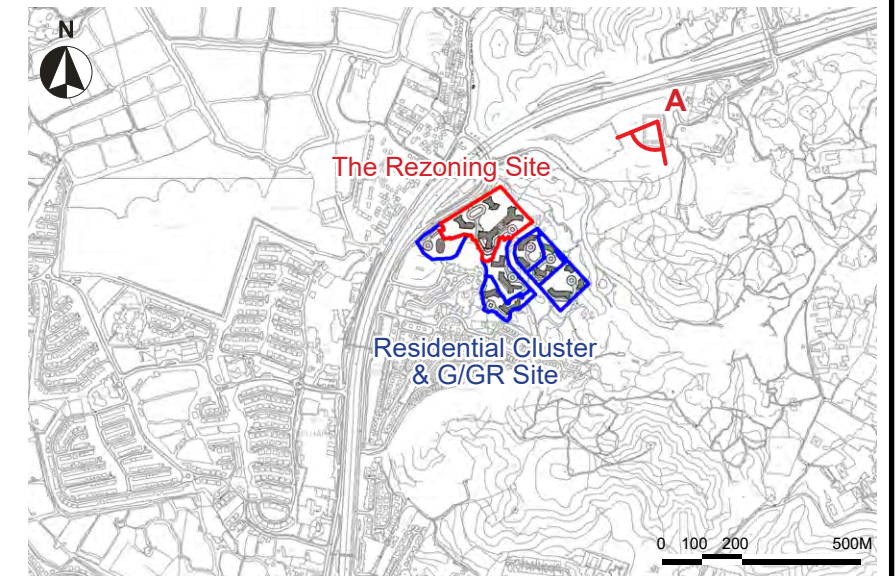 N
A
The Rezoning Site
Residential Cluster
& G/GR Site
0 100 200 500M